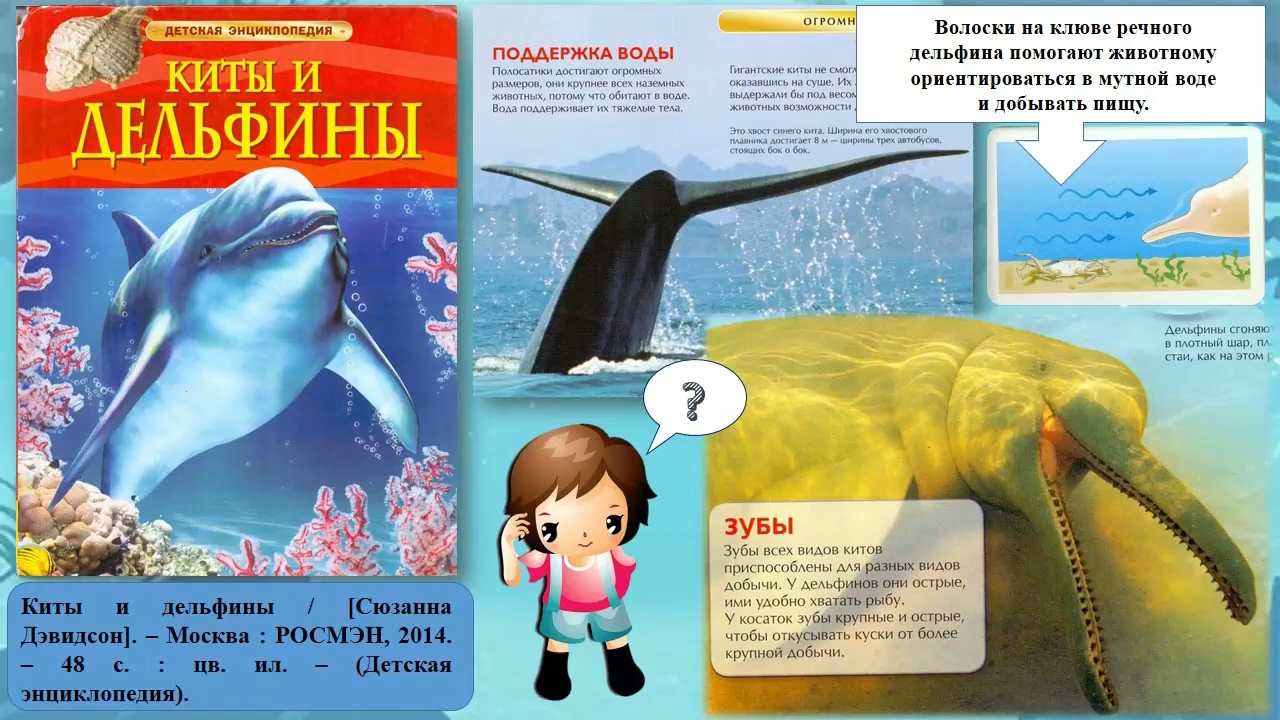 ДЕТСКАЯ ЭНЦИКЛОПЕДИЯ
КИТЫ И
ДЕЛЬФИНЫ
Киты и дельфины / [Сюзанна
Дэвидсон]. – Москва : РОСМЭН, 2014.
– 48 с. : цв. ил. – (Детская
энциклопедия).
ПОДДЕРЖКА ВОДЫ
Полосатики достигают огромных
размеров, они крупнее всех наземных
животных, потому что обитают в воде.
Вода поддерживает их тяжелые тела.
Гигантские киты не
оказавшись на суше. Их
выдержали бы под
животных возможности
Это хвост синего кита. Ширина его хвостового
плавника достигает 8 м — ширины трех автобусов,
стоящих бок о бок.
Волоски на клюве речного
дельфина помогают животному
ориентироваться в мутной воде
и добывать пищу.
Дельфины
в плотный шар,
стаи, как на этом
?
ЗУБЫ
Зубы всех видов китов
приспособлены для разных видов
добычи. У дельфинов они острые,
ими удобно хватать рыбу.
У косаток зубы крупные и острые,
чтобы откусывать куски от более
крупной добычи.